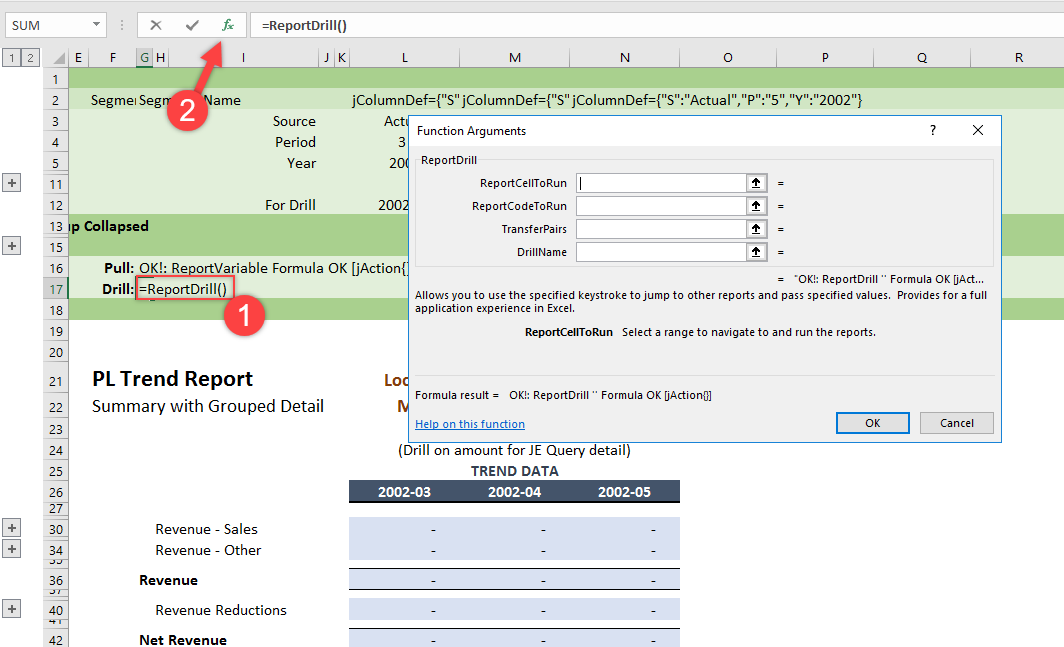 SUM
=ReportDrill()
1 2 E F G H I J K L M N O P Q R
1
2 Segmer Segm Name jColumnDef={"S" jColumnDef={"S" jColumnDef={"S":"Actual","P":"5","Y":"2002"}
2
3 Source Actu
4 Period 3
5 Year 200
11
12 For Drill 2002
13 up Collapsed
15
16 Pull: OK!: ReportVariable Formula OK [jAction{}
17 Drill: =ReportDrill()
1
18
19
20
21 PL Trend Report Loc
22 Summary with Grouped Detail M
23
24 (Drill on amount for JE Query detail)
25 TREND DATA
26 2002-03 2002-04 2002-05
27
30 Revenue - Sales - - -
34 Revenue - Other - - -
35
36 Revenue - - -
37
40 Revenue Reductions - - -
41
42 Net Revenue - - -
Function Arguments ?
ReportDrill
ReportCellToRun =
ReportCodeToRun =
TransferPairs =
DrillName =
= "OK!: ReportDrill '' Formula OK [jAct...
Allows you to use the specified keystroke to jump to other reports and pass specified values. Provides for a full
application experience in Excel.
ReportCellToRun Select a range to navigate to and run the reports.
Formula result = OK!: ReportDrill '' Formula OK [jAction{}]
Help on this function
OK Cancel